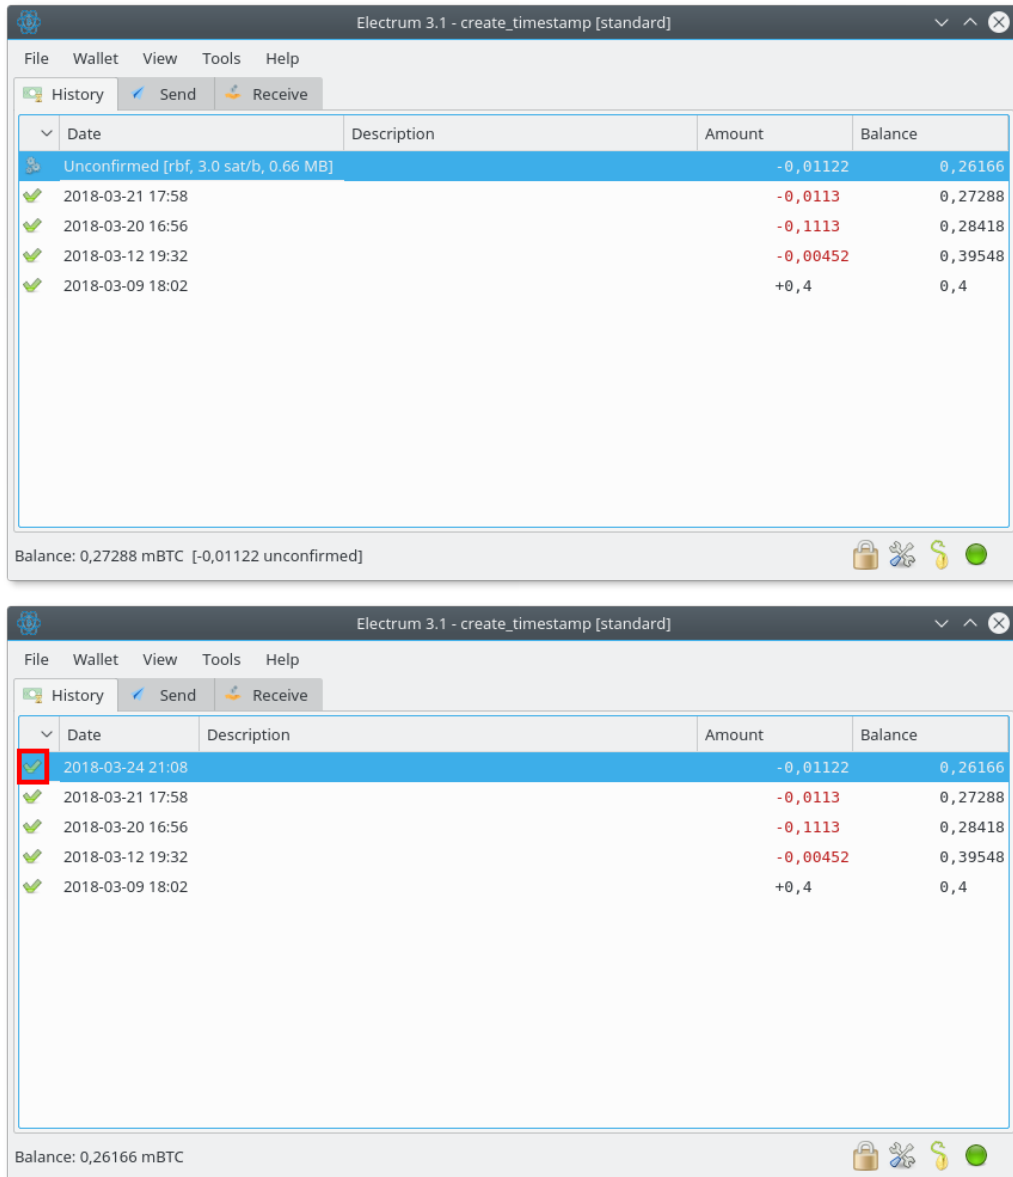 Electrum 3.1 - create_timestamp [standard]
File Wallet View Tools Help
History Send Receive
Date Description Amount Balance
Unconfirmed [rbf, 3.0 sat/b, 0.66 MB] -0,01122 0,26166
2018-03-21 17:58 -0,0113 0,27288
2018-03-20 16:56 -0,1113 0,28418
2018-03-12 19:32 -0,00452 0,39548
2018-03-09 18:02 +0,4 0,4
Balance: 0,27288 mBTC [-0,01122 unconfirmed]
Electrum 3.1 - create_timestamp [standard]
File Wallet View Tools Help
History Send Receive
Date Description Amount Balance
2018-03-24 21:08 -0,01122 0,26166
2018-03-21 17:58 -0,0113 0,27288
2018-03-20 16:56 -0,1113 0,28418
2018-03-12 19:32 -0,00452 0,39548
2018-03-09 18:02 +0,4 0,4
Balance: 0,26166 mBTC